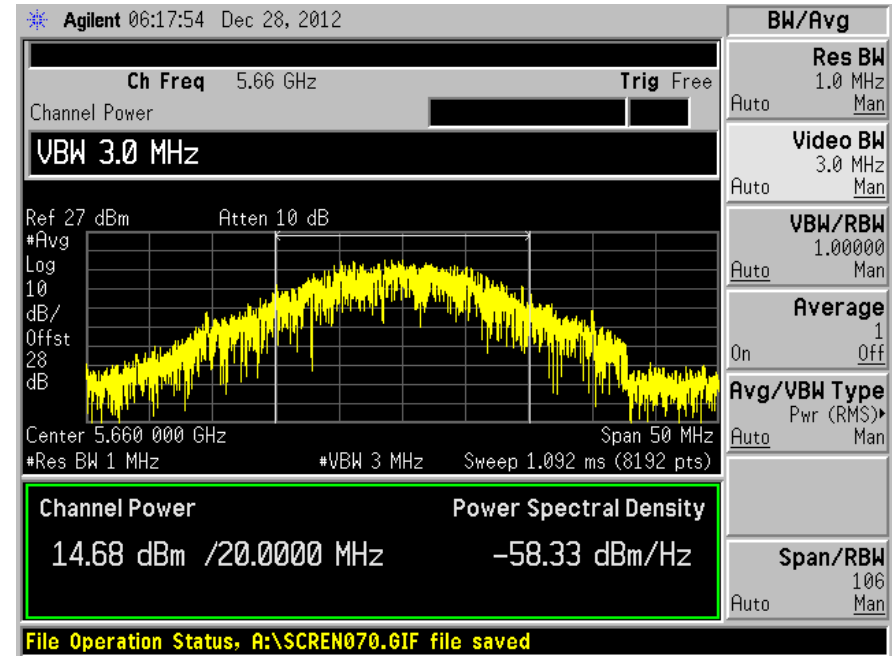 Agilent 06:17:54 Dec 28, 2012
BW/Avg
Ch Freq 5.66 GHz Trig Free
Channel Power
VBW 3.0 MHz
Ref 27 dBm Atten 10 dB
#Avg
Log
10
dB/
Offst
28
dB
Center 5.660 000 GHz Span 50 MHz
#Res BW 1 MHz #VBW 3 MHz Sweep 1.092 ms (8192 pts)
Channel Power Power Spectral Density
14.68 dBm /20.0000 MHz -58.33 dBm/Hz
File Operation Status, A:\SCREN070.GIF file saved
Res BW
1.0 MHz
Auto Man
Video BW
3.0 MHz
Auto Man
VBW/RBW
1.00000
Auto Man
Average
1
On Off
Avg/VBW Type
Pwr (RMS)
Auto Man
Span/RBW
106
Auto Man